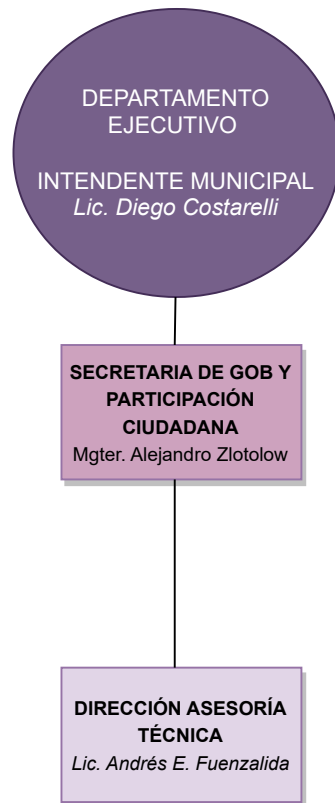 DEPARTAMENTO
EJECUTIVO
INTENDENTE MUNICIPAL
Lic. Diego Costarelli
SECRETARIA DE GOB Y
PARTICIPACIÓN
CIUDADANA
Mgter. Alejandro Zlotolow
DIRECCIÓN ASESORÍA
TÉCNICA
Lic. Andrés E. Fuenzalida